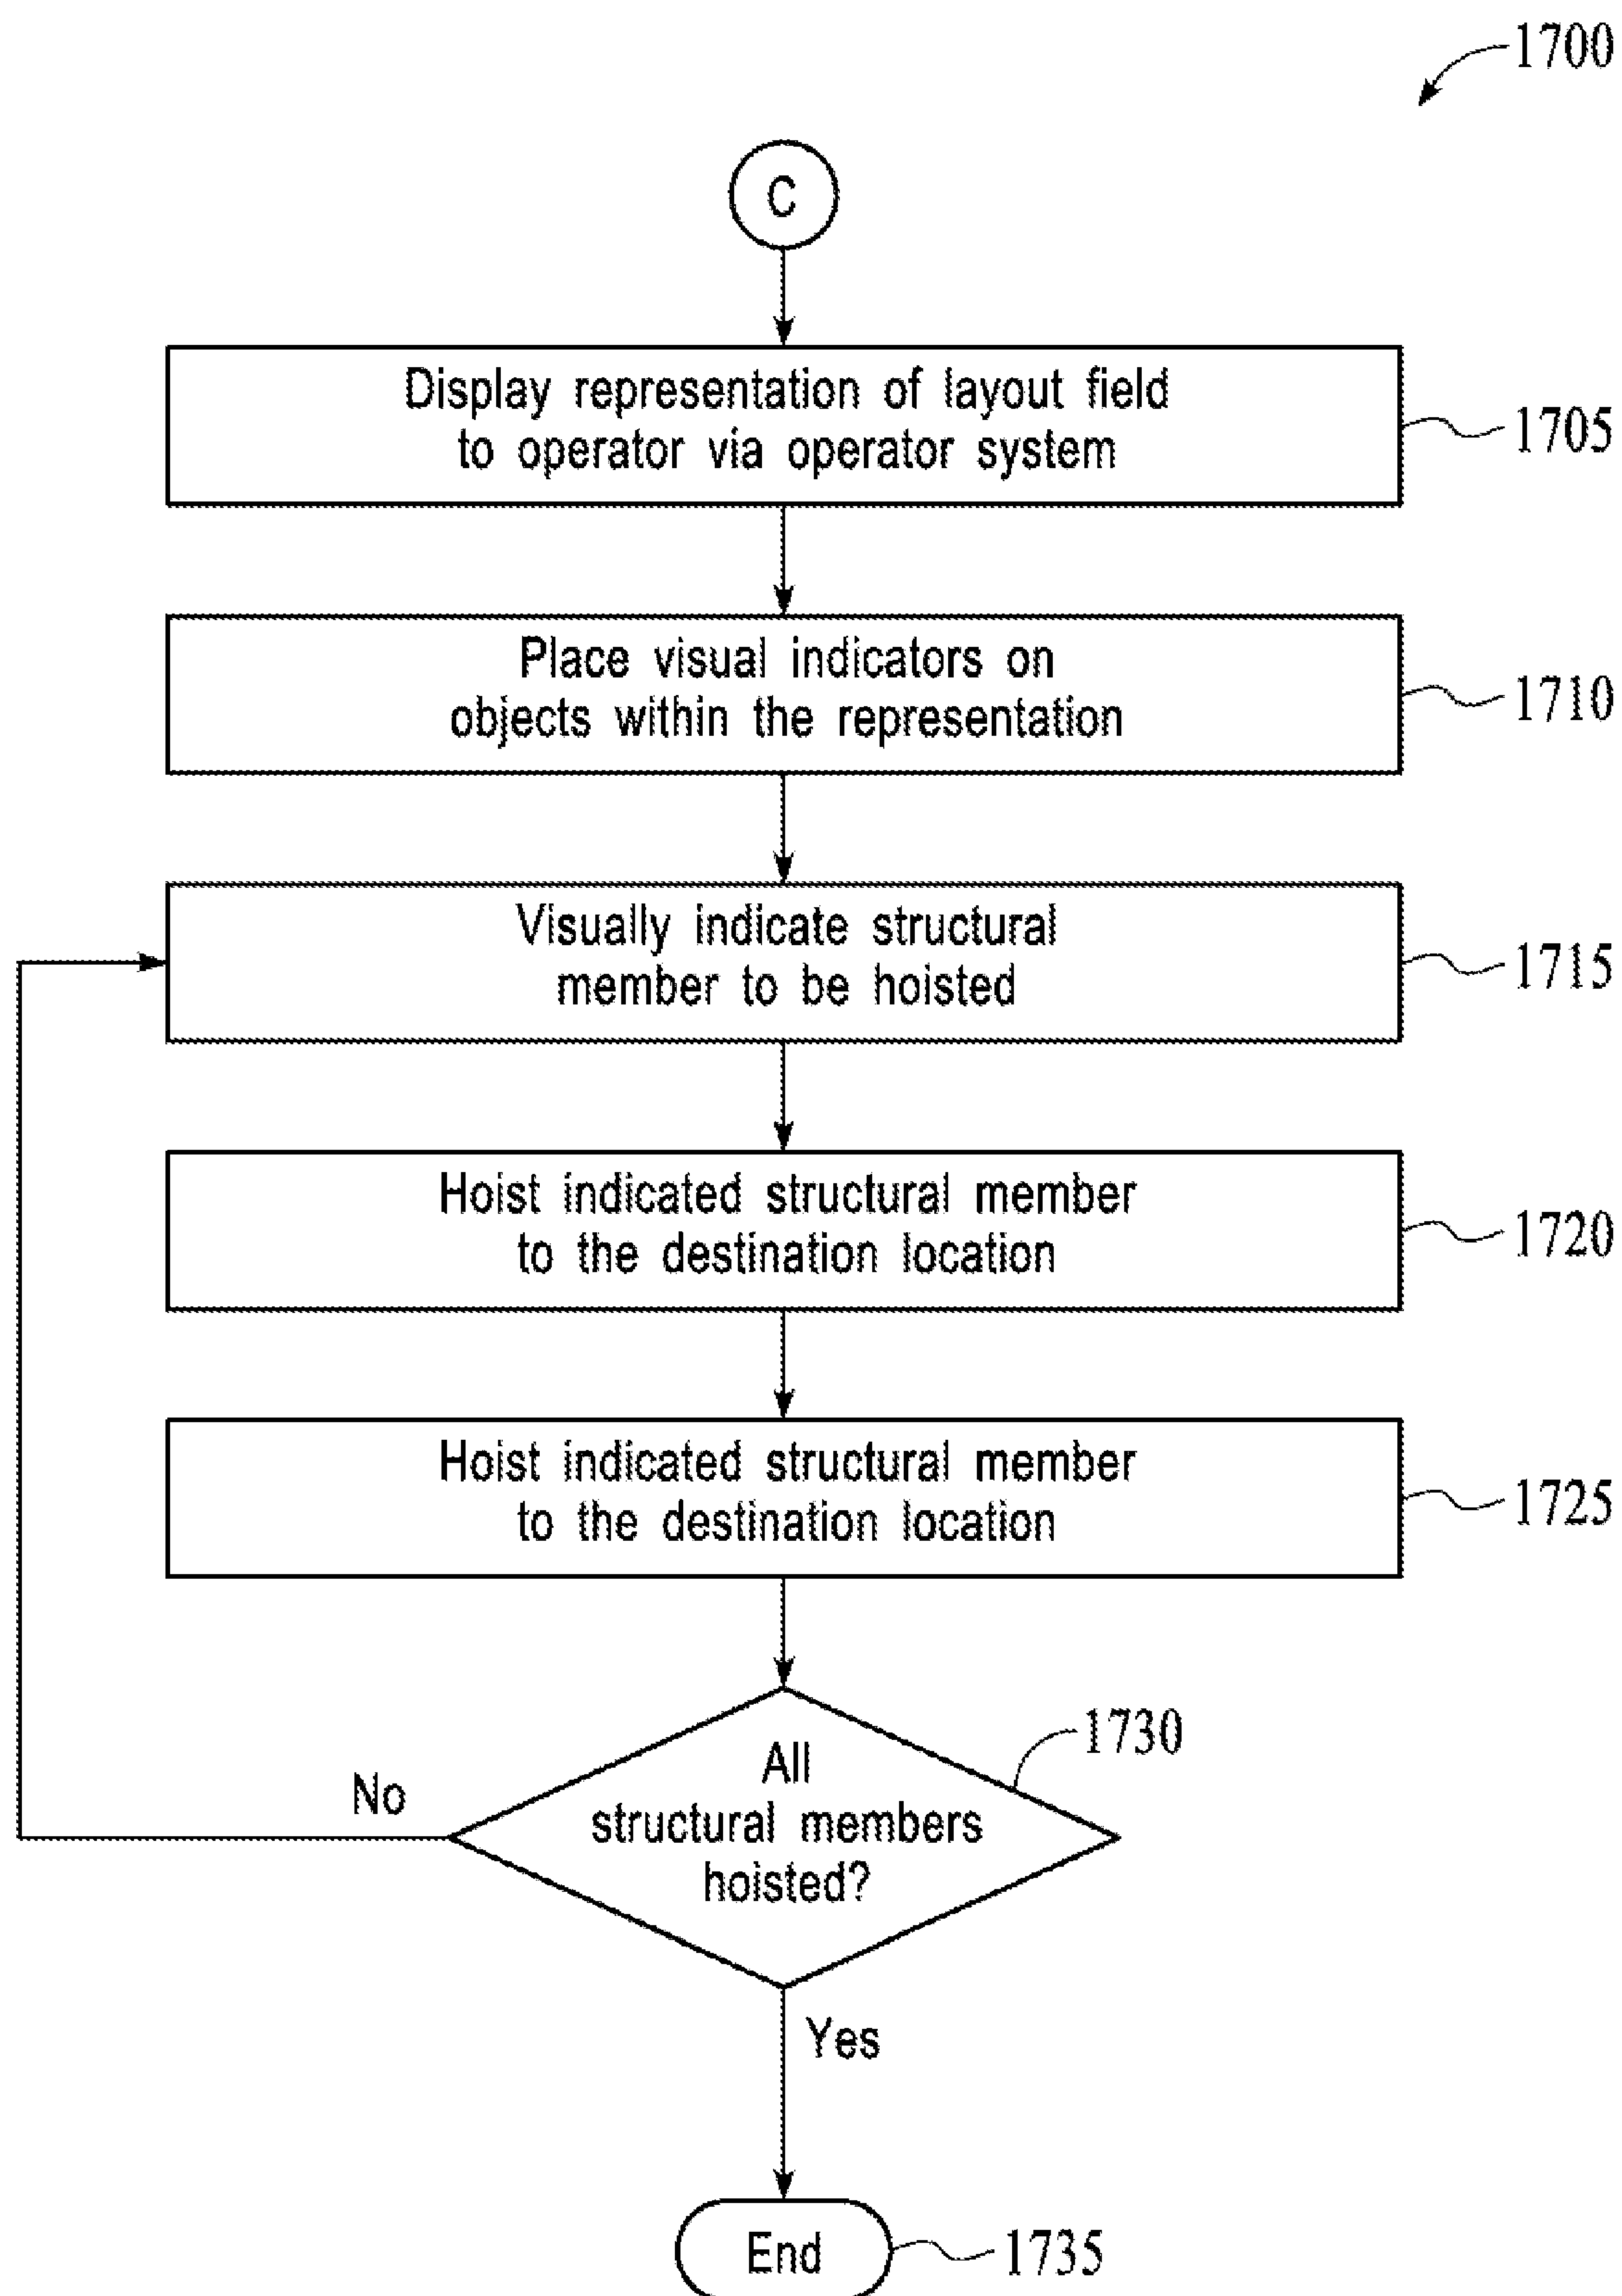 1700
C
Display representation of layout field
to operator via operator system
1705
Place visual indicators on
objects within the representation
1710
Visually indicate structural
member to be hoisted
1715
Hoist indicated structural member
to the destination location
1720
Hoist indicated structural member
to the destination location
1725
All
structural members
hoisted?
1730
No
Yes
End
1735